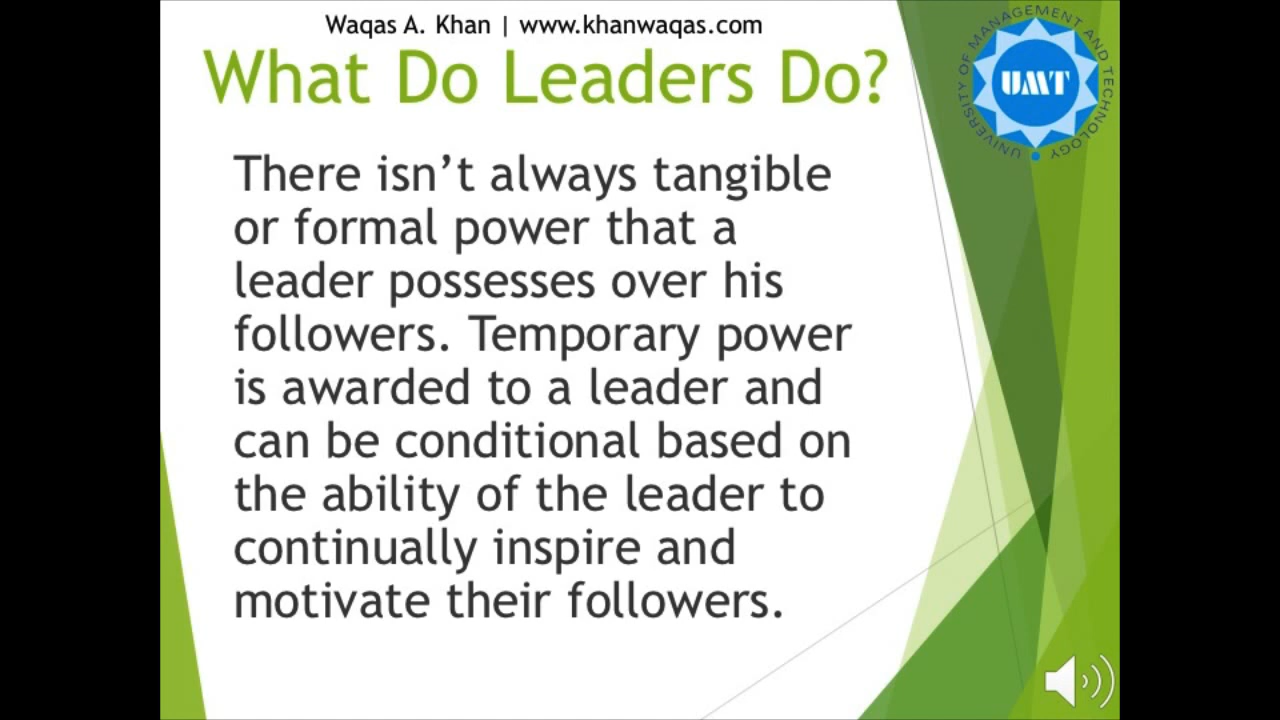 Waqas A. Khan | www.khanwaqas.com
What Do Leaders Do?
UNIVERSITY OF MANAGEMENT AND TECHNOLOGY
UMT
There isn’t always tangible
or formal power that a
leader possesses over his
followers. Temporary power
is awarded to a leader and
can be conditional based on
the ability of the leader to
continually inspire and
motivate their followers.